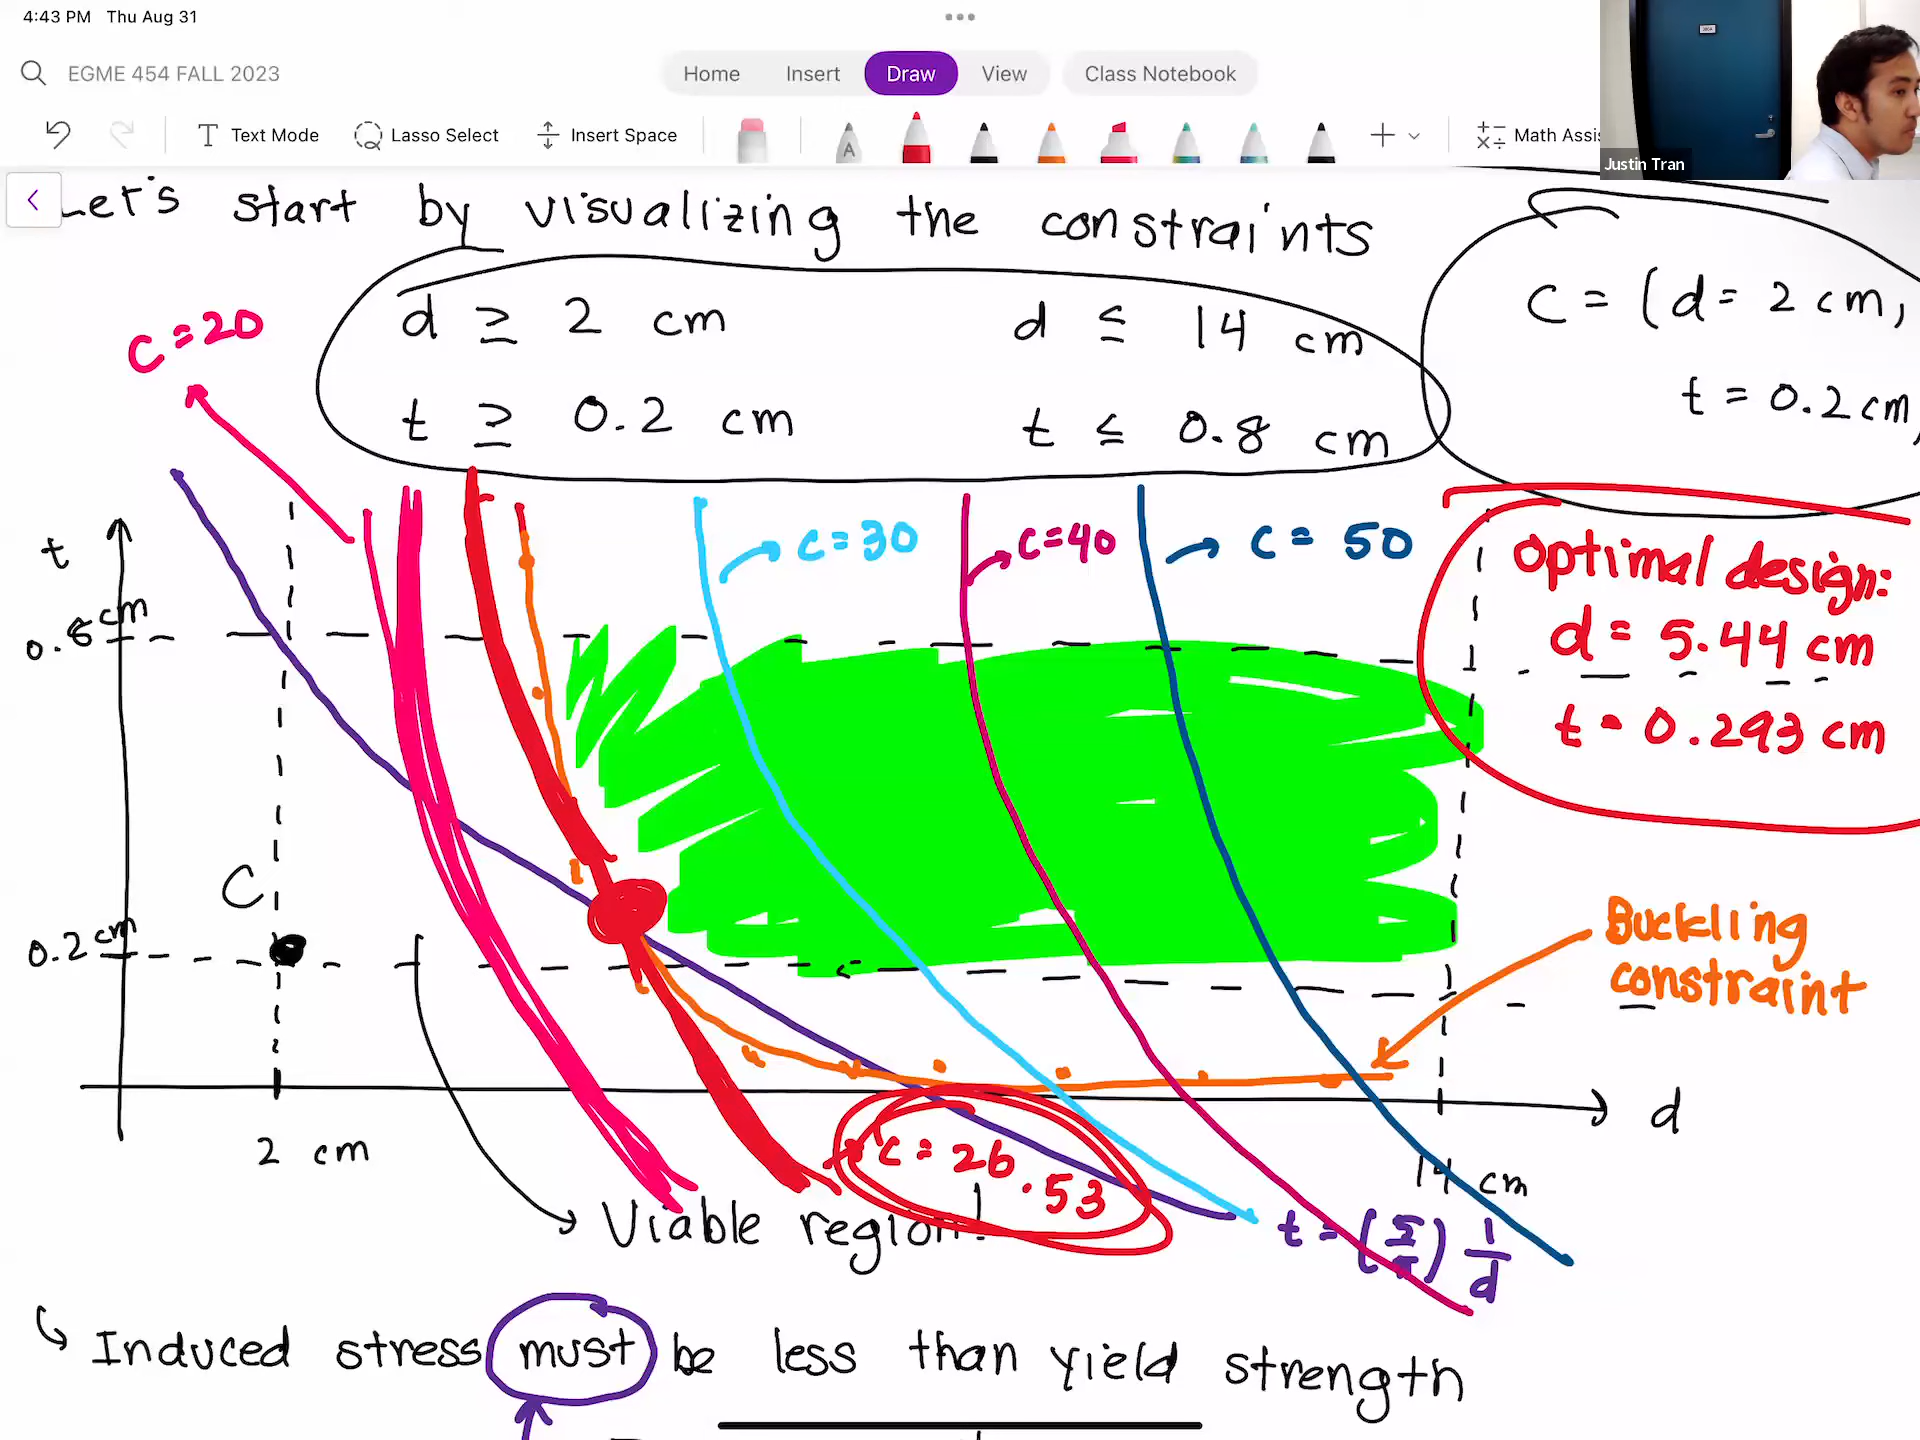 4:43 PM Thu Aug 31
EGME 454 FALL 2023
Home Insert Draw View Class Notebook
Text Mode Lasso Select Insert Space Math Assis
Justin Tran
Let's start by visualizing the constraints
d ≥ 2 cm d ≤ 14 cm
t ≥ 0.2 cm t ≤ 0.8 cm
C = (d = 2 cm,
t = 0.2 cm,
C = 20
C = 30
C = 40
C = 50
Optimal design:
d = 5.44 cm
t = 0.293 cm
t
0.8 cm
C
0.2 cm
Buckling
constraint
d
2 cm
14 cm
C = 26.53
Viable region!
t = (5/π) 1/d
↳ Induced stress must be less than yield strength